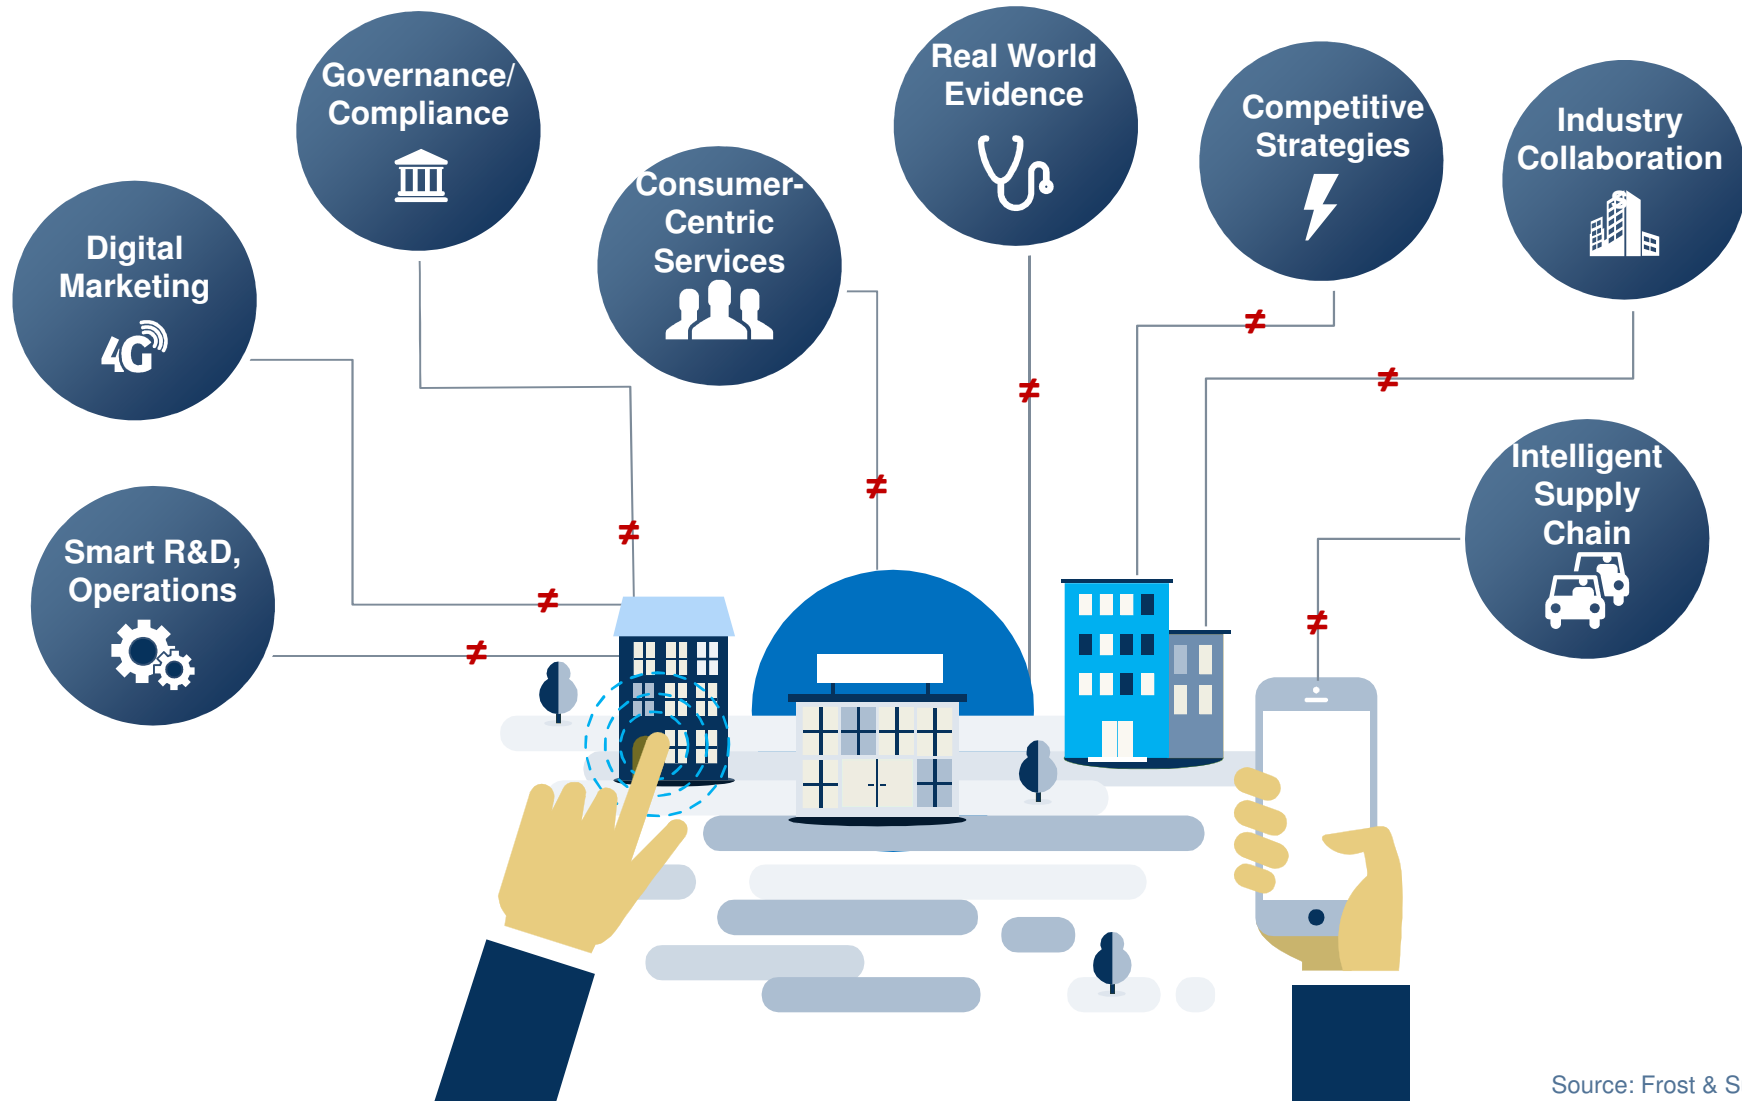 Governance/
Compliance
Real World
Evidence
Competitive
Strategies
Industry
Collaboration
Consumer-
Centric
Services
Digital
Marketing
4G
Intelligent
Supply
Chain
Smart R&D,
Operations
≠
≠
≠
≠
≠
≠
≠
≠
Source: Frost & S